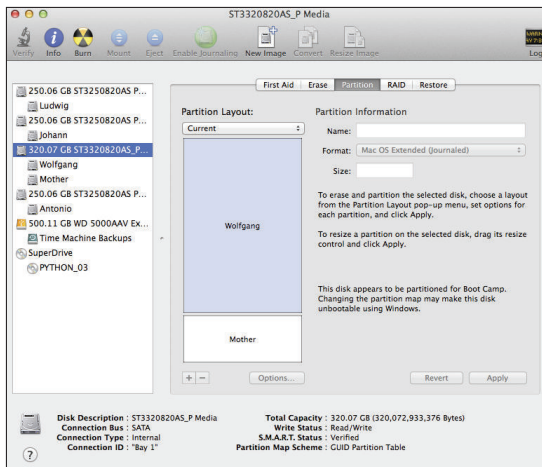 ST3320820AS_P Media
Verify Info Burn Mount Eject Enable Journaling New Image Convert Resize Image Log
250.06 GB ST3250820AS P...
Ludwig
250.06 GB ST3250820AS P...
Johann
320.07 GB ST3320820AS_P...
Wolfgang
Mother
250.06 GB ST3250820AS P...
Antonio
500.11 GB WD 5000AAV Ex...
Time Machine Backups
SuperDrive
PYTHON_03
First Aid Erase Partition RAID Restore
Partition Layout:
Current
Wolfgang
Mother
+ − Options...
Partition Information
Name:
Format: Mac OS Extended (Journaled)
Size:
To erase and partition the selected disk, choose a layout
from the Partition Layout pop-up menu, set options for
each partition, and click Apply.
To resize a partition on the selected disk, drag its resize
control and click Apply.
This disk appears to be partitioned for Boot Camp.
Changing the partition map may make this disk
unbootable using Windows.
Revert Apply
Disk Description : ST3320820AS_P Media
Connection Bus : SATA
Connection Type : Internal
Connection ID : "Bay 1"
Total Capacity : 320.07 GB (320,072,933,376 Bytes)
Write Status : Read/Write
S.M.A.R.T. Status : Verified
Partition Map Scheme : GUID Partition Table
?